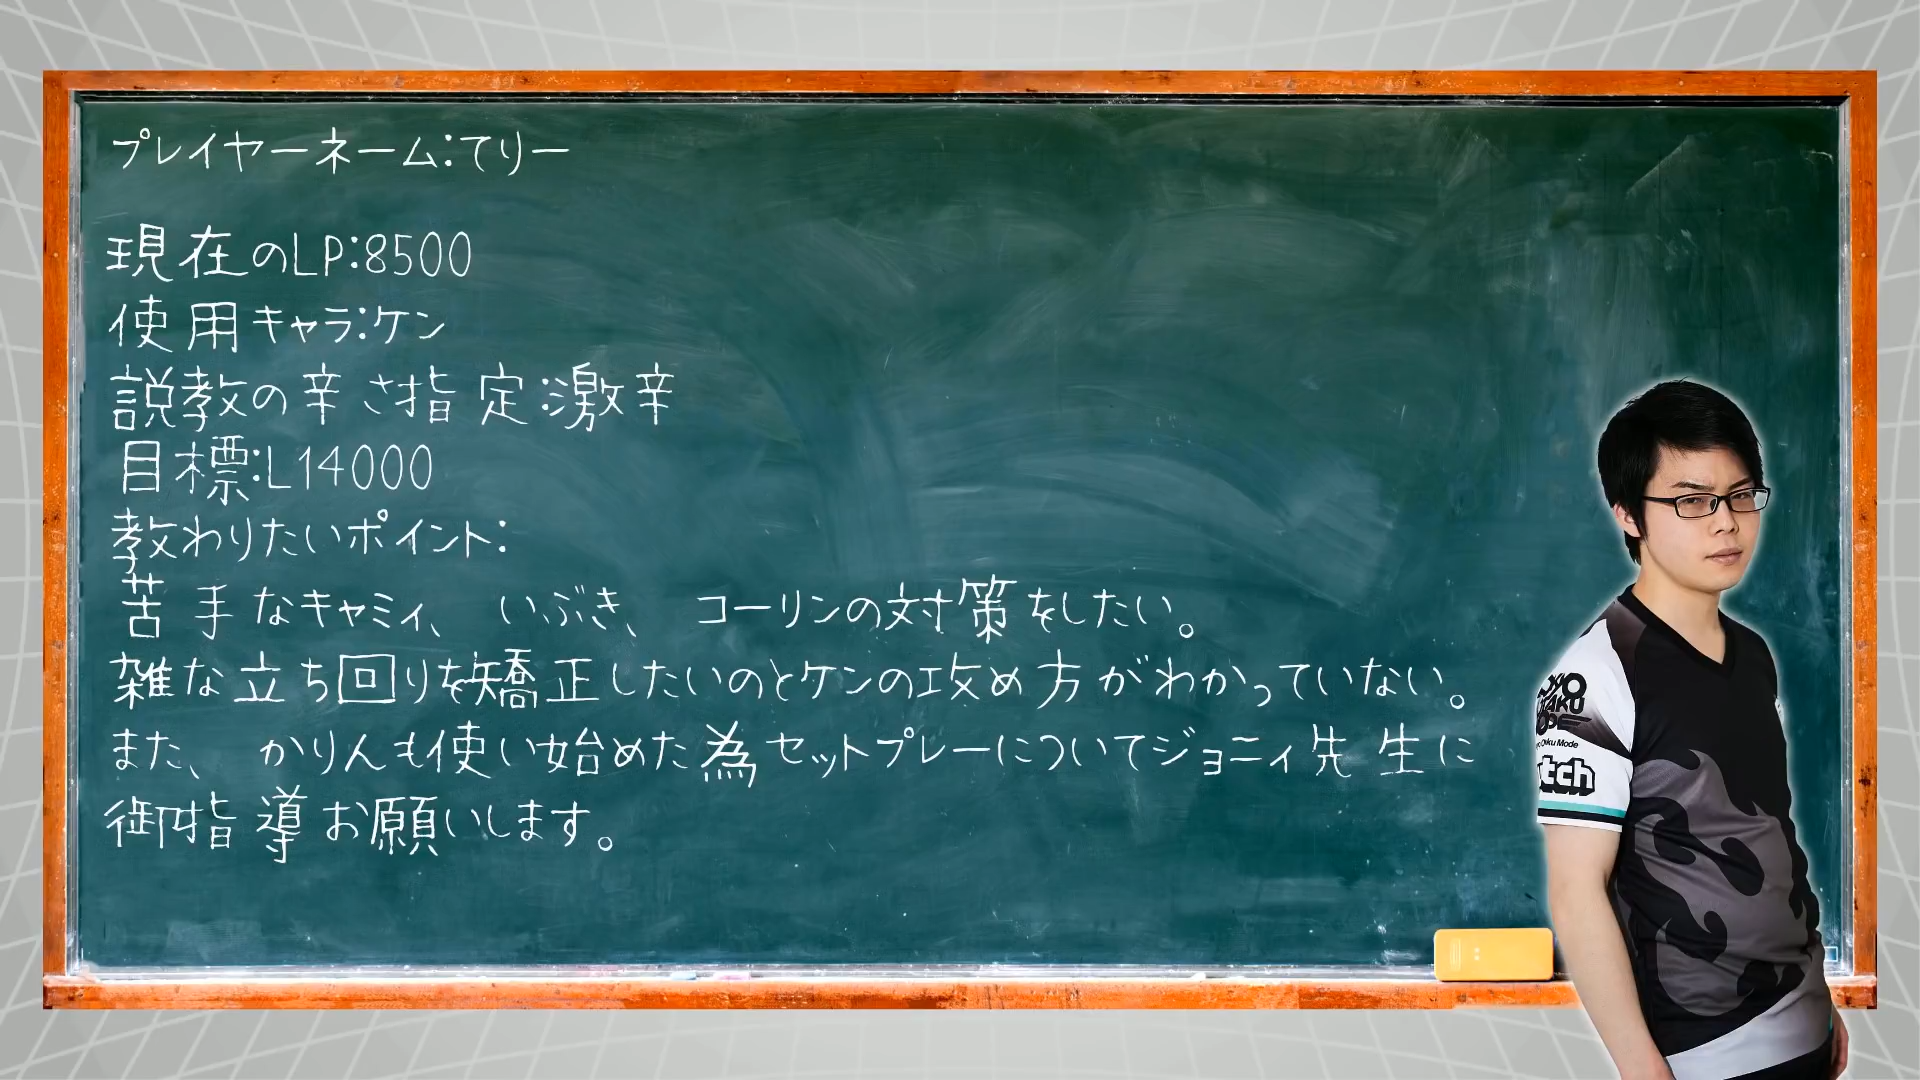 プレイヤーネーム:てりー
現在のLP:8500
使用キャラ:ケン
説教の辛さ指定:激辛
目標:L14000
教わりたいポイント:
苦手なキャミィ、いぶき、コーリンの対策をしたい。
雑な立ち回りを矯正したいのとケンの攻め方がわかっていない。
また、かりんも使い始めた為セットプレーについてジョニィ先生に
御指導お願いします。
Otaku Mode
tch